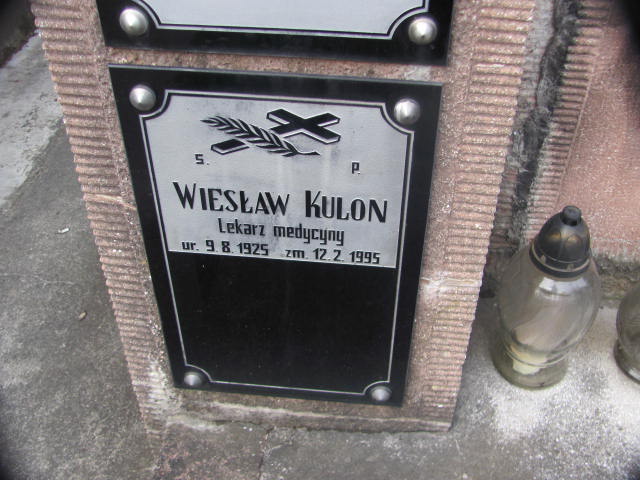 S. P.
WIESŁAW KULON
Lekarz medycyny
ur. 9.8.1925 zm. 12.2.1995